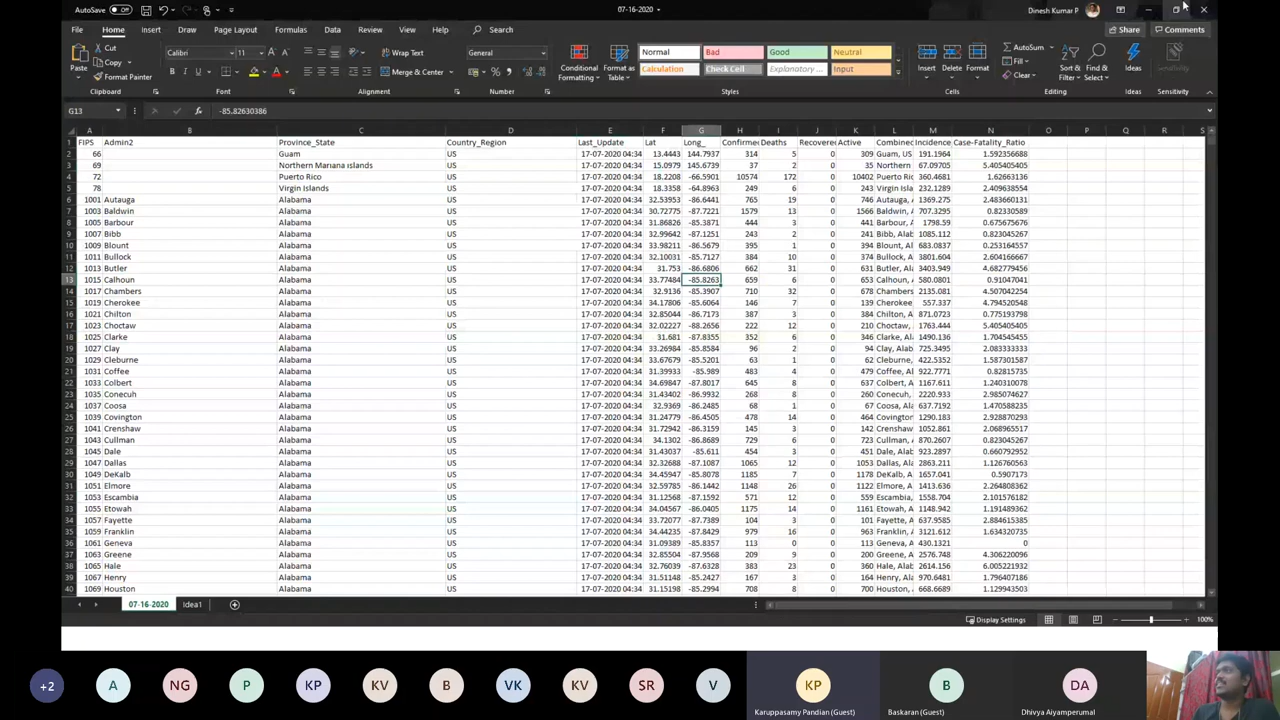 AutoSave Off 07-16-2020 Dinesh Kumar P
File Home Insert Draw Page Layout Formulas Data Review View Help Search Share Comments
Cut
Copy
Format Painter
Paste
Clipboard
Calibri 11
Font
Wrap Text
Merge & Center
Alignment
General
Number
Conditional Formatting
Format as Table
Normal Bad Good Neutral
Calculation Check Cell Explanatory ... Input
Styles
Insert Delete Format
Cells
AutoSum
Fill
Clear
Sort & Filter
Find & Select
Editing
Ideas
Ideas
Sensitivity
Sensitivity
G13 fx -85.82630386
A B C D E F G H I J K L M N O P Q R S
1 FIPS Admin2 Province_State Country_Region Last_Update Lat Long_ Confirme Deaths Recovere Active Combined Incidence Case-Fatality_Ratio
2 66 Guam US 17-07-2020 04:34 13.4443 144.7937 314 5 0 309 Guam, US 191.1964 1.592356688
3 69 Northern Mariana islands US 17-07-2020 04:34 15.0979 145.6739 37 2 0 35 Northern 67.09705 5.405405405
4 72 Puerto Rico US 17-07-2020 04:34 18.2208 -66.5901 10574 172 0 10402 Puerto Ric 360.4681 1.62663136
5 78 Virgin Islands US 17-07-2020 04:34 18.3358 -64.8963 249 6 0 243 Virgin Isla 232.1289 2.409638554
6 1001 Autauga Alabama US 17-07-2020 04:34 32.53953 -86.6441 765 19 0 746 Autauga, A 1369.275 2.483660131
7 1003 Baldwin Alabama US 17-07-2020 04:34 30.72775 -87.7221 1579 13 0 1566 Baldwin, A 707.3295 0.82330589
8 1005 Barbour Alabama US 17-07-2020 04:34 31.86826 -85.3871 444 3 0 441 Barbour, A 1798.59
9 1007 Bibb Alabama US 17-07-2020 04:34 32.99642 -87.1251 243 2 0 241 Bibb, Alab 1085.112 0.823045267
10 1009 Blount Alabama US 17-07-2020 04:34 33.98211 -86.5679 395 1 0 394 Blount, Al 683.0837 0.253164557
11 1011 Bullock Alabama US 17-07-2020 04:34 32.10031 -85.7127 384 10 0 374 Bullock, A 3801.604 2.604166667
12 1013 Butler Alabama US 17-07-2020 04:34 31.753 -86.6806 662 31 0 631 Butler, Al 3403.949 4.682779456
13 1015 Calhoun Alabama US 17-07-2020 04:34 33.77484 -85.8263 659 6 0 653 Calhoun, A 580.0801 0.91047041
14 1017 Chambers Alabama US 17-07-2020 04:34 32.9136 -85.3907 710 32 0 678 Chambers 2135.081 4.507042254
15 1019 Cherokee Alabama US 17-07-2020 04:34 34.17806 -85.6064 146 7 0 139 Cherokee, 557.337 4.794520548
16 1021 Chilton Alabama US 17-07-2020 04:34 32.85044 -86.7173 387 3 0 384 Chilton, A 871.0723
17 1023 Choctaw Alabama US 17-07-2020 04:34 32.02227 -88.2656 222 12 0 210 Choctaw, A 1763.444 5.405405405
18 1025 Clarke Alabama US 17-07-2020 04:34 31.681 -87.8355 352 6 0 346 Clarke, Al 1490.136 1.704545455
19 1027 Clay Alabama US 17-07-2020 04:34 33.26984 -85.8584 96 2 0 94 Clay, Alab 725.3495 2.083333333
20 1029 Cleburne Alabama US 17-07-2020 04:34 33.67679 -85.5201 63 1 0 62 Cleburne, 422.5352 1.587301587
21 1031 Coffee Alabama US 17-07-2020 04:34 31.39933 -85.989 483 4 0 479 Coffee, Al 922.7771 0.82815735
22 1033 Colbert Alabama US 17-07-2020 04:34 34.69847 -87.8017 645 8 0 637 Colbert, A 1167.611 1.240310078
23 1035 Conecuh Alabama US 17-07-2020 04:34 31.43402 -86.9932 268 8 0 260 Conecuh, 2220.933 2.985074627
24 1037 Coosa Alabama US 17-07-2020 04:34 32.9369 -86.2485 68 1 0 67 Coosa, Ala 637.7192 1.470588235
25 1039 Covington Alabama US 17-07-2020 04:34 31.24779 -86.4505 478 14 0 464 Covington 1290.183 2.928870293
26 1041 Crenshaw Alabama US 17-07-2020 04:34 31.72942 -86.3159 145 3 0 142 Crenshaw 1052.861 2.068965517
27 1043 Cullman Alabama US 17-07-2020 04:34 34.1302 -86.8689 729 6 0 723 Cullman, A 870.2607 0.823045267
28 1045 Dale Alabama US 17-07-2020 04:34 31.43037 -85.611 454 3 0 451 Dale, Alab 923.2897 0.660792952
29 1047 Dallas Alabama US 17-07-2020 04:34 32.32688 -87.1087 1065 12 0 1053 Dallas, Al 2863.211 1.126760563
30 1049 DeKalb Alabama US 17-07-2020 04:34 34.45947 -85.8078 1185 7 0 1178 DeKalb, A 1657.041 0.5907173
31 1051 Elmore Alabama US 17-07-2020 04:34 32.59785 -86.1442 1148 26 0 1122 Elmore, A 1413.636 2.264808362
32 1053 Escambia Alabama US 17-07-2020 04:34 31.12568 -87.1592 571 12 0 559 Escambia, 1558.704 2.101576182
33 1055 Etowah Alabama US 17-07-2020 04:34 34.04567 -86.0405 1175 14 0 1161 Etowah, A 1148.942 1.191489362
34 1057 Fayette Alabama US 17-07-2020 04:34 33.72077 -87.7389 104 3 0 101 Fayette, A 637.9585 2.884615385
35 1059 Franklin Alabama US 17-07-2020 04:34 34.44235 -87.8429 979 16 0 963 Franklin, A 3121.612 1.634320735
36 1061 Geneva Alabama US 17-07-2020 04:34 31.09389 -85.8357 113 0 0 113 Geneva, A 430.1321 0
37 1063 Greene Alabama US 17-07-2020 04:34 32.85504 -87.9568 209 9 0 200 Greene, A 2576.748 4.306220096
38 1065 Hale Alabama US 17-07-2020 04:34 32.76039 -87.6328 383 23 0 360 Hale, Alab 2614.156 6.005221932
39 1067 Henry Alabama US 17-07-2020 04:34 31.51148 -85.2427 167 3 0 164 Henry, Ala 970.6481 1.796407186
40 1069 Houston Alabama US 17-07-2020 04:34 31.15198 -85.2994 708 8 0 700 Houston, A 668.6689 1.129943503
07-16-2020 Idea1
Display Settings 100%
+2 A NG P KP KV B VK KV SR V KP B DA
Karuppasamy Pandian (Guest) Baskaran (Guest) Dhivya Aiyamperumal